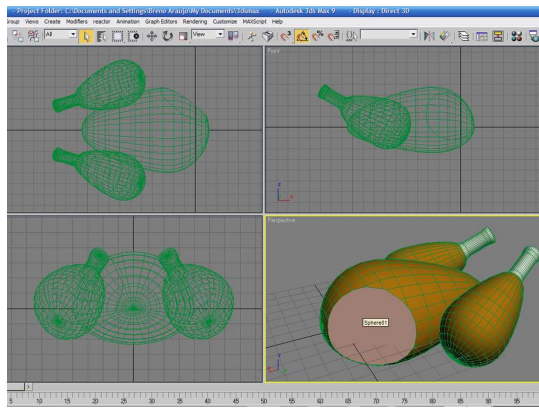 Project Folder: C:\Documents and Settings\Breno Araujo\My Documents\3dsmax - Autodesk 3ds Max 9 - Display : Direct 3D
Group Views Create Modifiers reactor Animation Graph Editors Rendering Customize MAXScript Help
All View
Front
Perspective
Sphere01
5 10 15 20 25 30 35 40 45 50 55 60 65 70 75 80 85 90 95